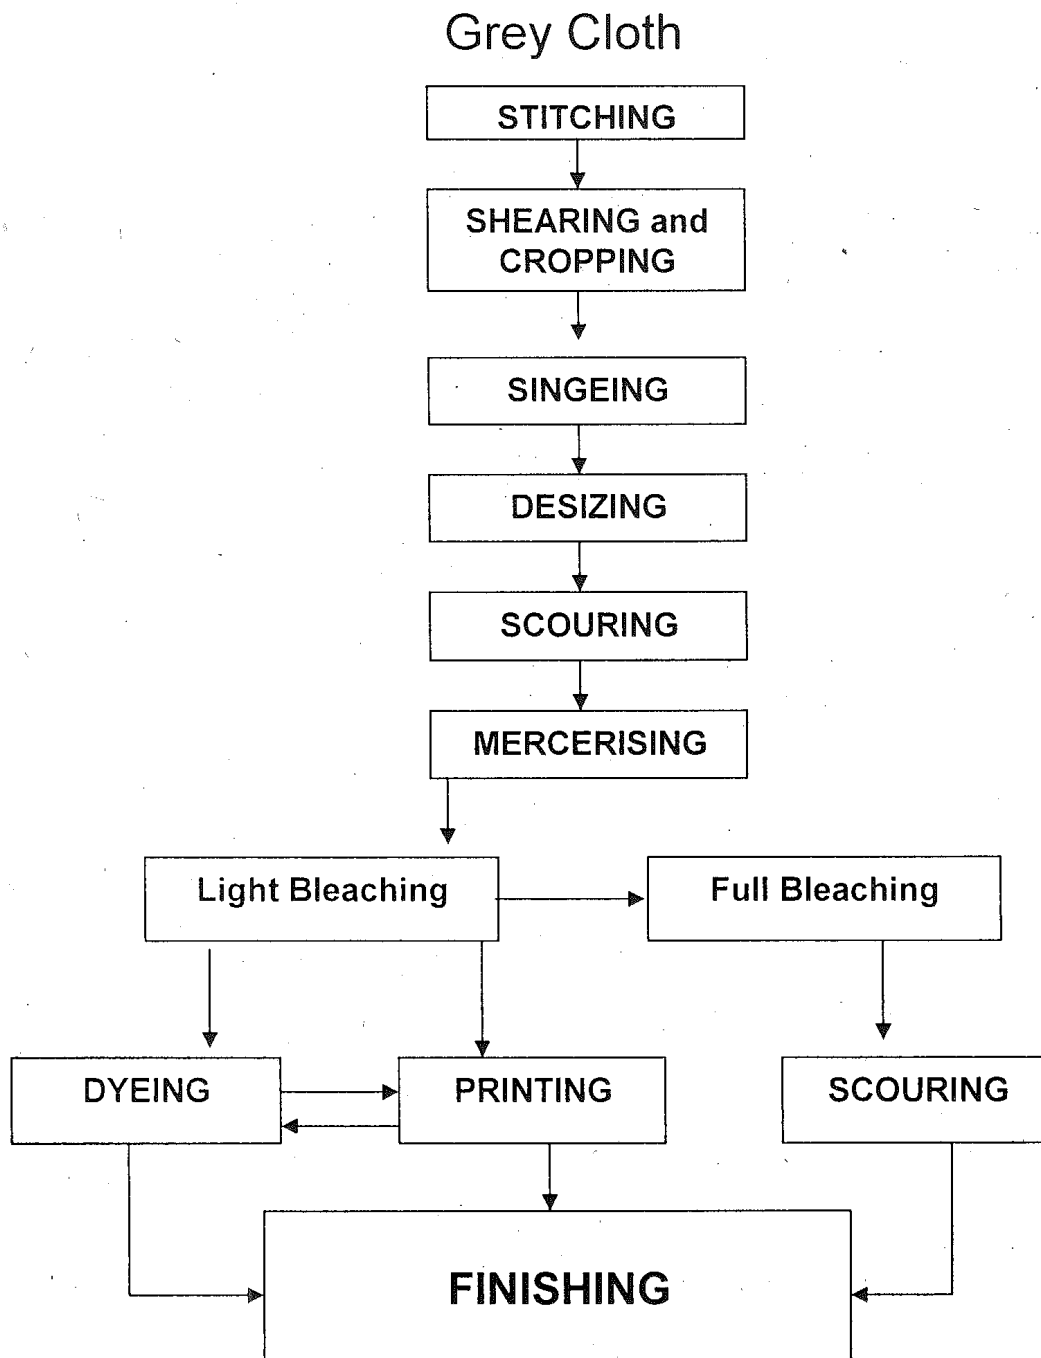 Grey Cloth
STITCHING
SHEARING and
CROPPING
SINGEING
DESIZING
SCOURING
MERCERISING
Light Bleaching
Full Bleaching
DYEING
PRINTING
SCOURING
FINISHING